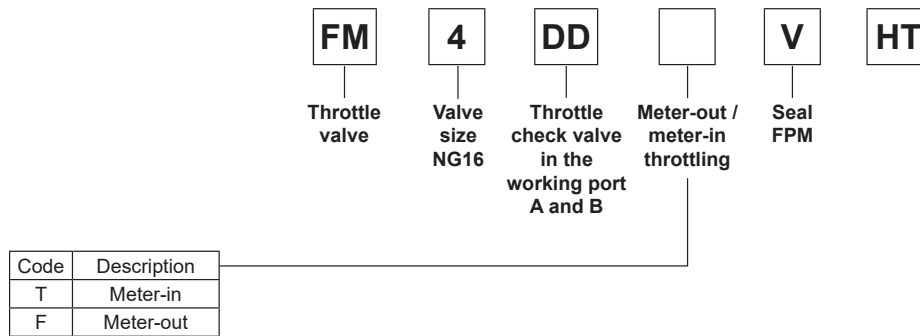 FM 4 DD V HT
Throttle valve
Valve size NG16
Throttle check valve in the working port A and B
Meter-out / meter-in throttling
Seal FPM
Code Description
T Meter-in
F Meter-out